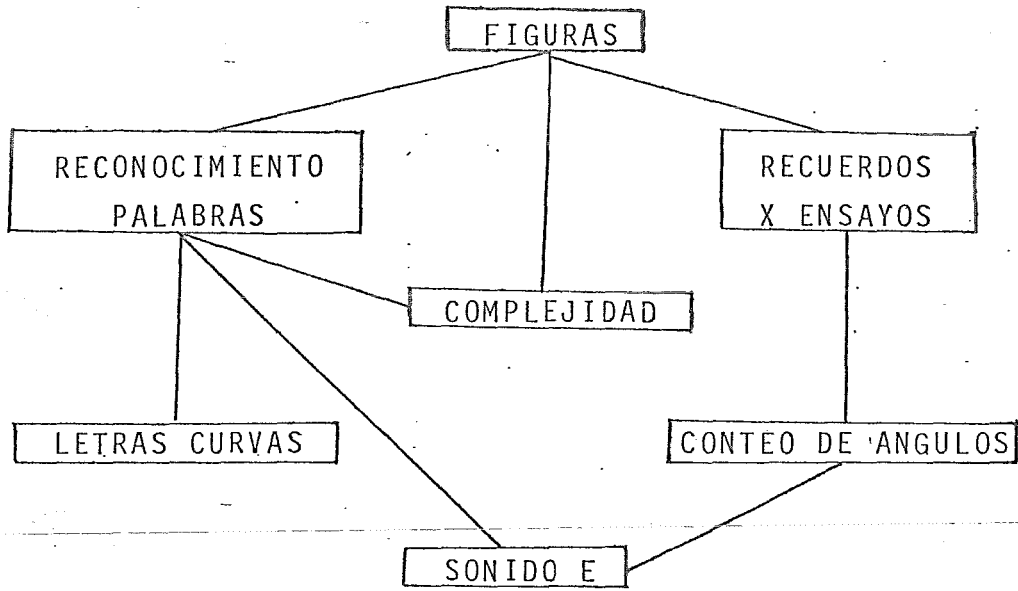 FIGURAS
RECONOCIMIENTO
PALABRAS
RECUERDOS
X ENSAYOS
COMPLEJIDAD
LETRAS CURVAS
CONTEO DE ANGULOS
SONIDO E